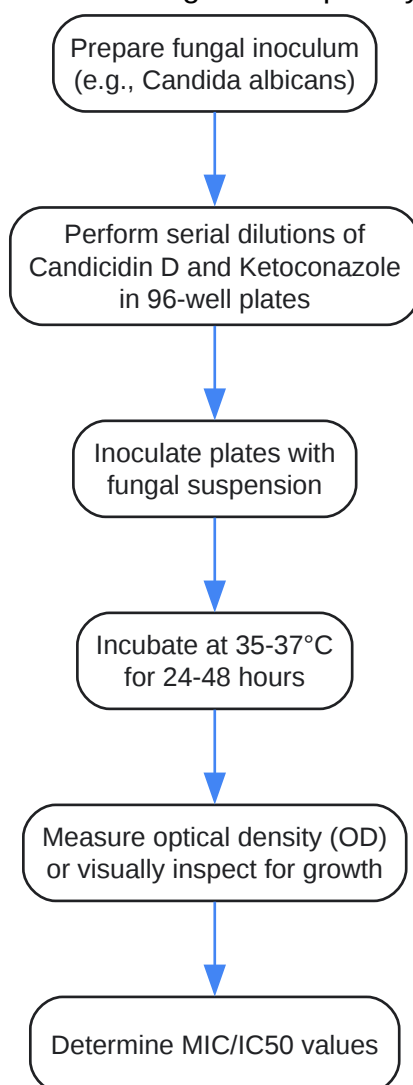 Prepare fungal inoculum
(e.g., Candida albicans)
Perform serial dilutions of
Candicidin D and Ketoconazole
in 96-well plates
Inoculate plates with
fungal suspension
Incubate at 35-37°C
for 24-48 hours
Measure optical density (OD)
or visually inspect for growth
Determine MIC/IC50 values